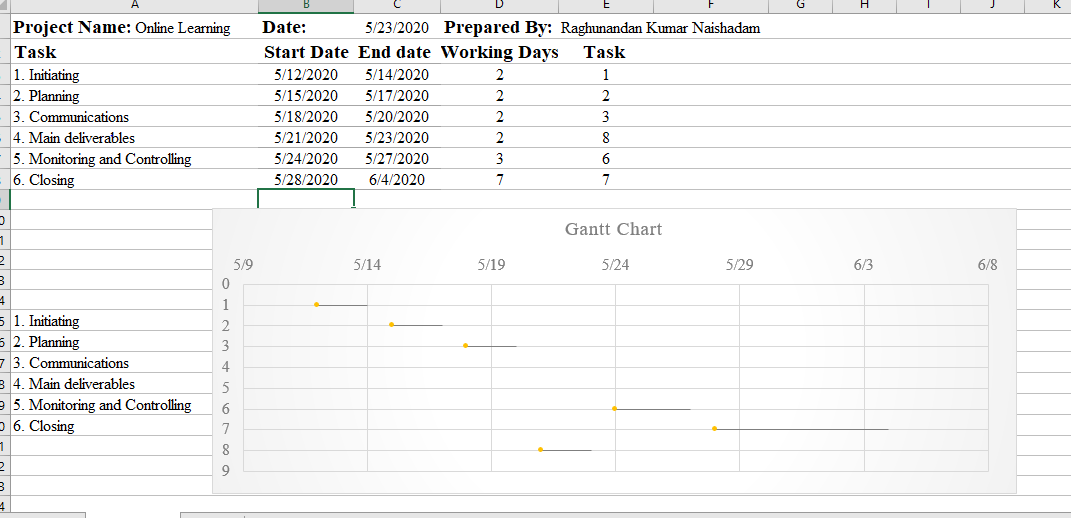 A B C D E F G H I J K
Project Name: Online Learning Date: 5/23/2020 Prepared By: Raghunandan Kumar Naishadam
Task Start Date End date Working Days Task
1. Initiating 5/12/2020 5/14/2020 2 1
2. Planning 5/15/2020 5/17/2020 2 2
3. Communications 5/18/2020 5/20/2020 2 3
4. Main deliverables 5/21/2020 5/23/2020 2 8
5. Monitoring and Controlling 5/24/2020 5/27/2020 3 6
6. Closing 5/28/2020 6/4/2020 7 7
Gantt Chart
5/9 5/14 5/19 5/24 5/29 6/3 6/8
0
1
1. Initiating 2
2. Planning 3
3. Communications 4
4. Main deliverables 5
5. Monitoring and Controlling 6
6. Closing 7
8
9